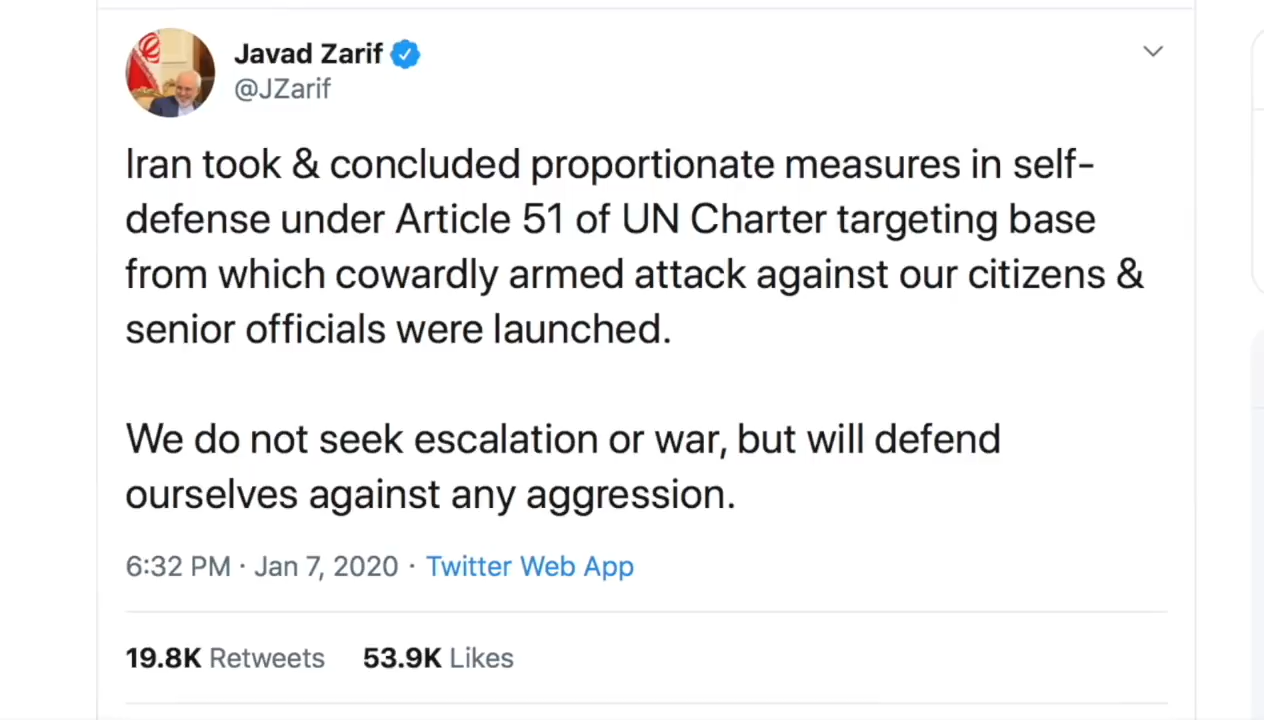 Javad Zarif
@JZarif
Iran took & concluded proportionate measures in self-
defense under Article 51 of UN Charter targeting base
from which cowardly armed attack against our citizens &
senior officials were launched.
We do not seek escalation or war, but will defend
ourselves against any aggression.
6:32 PM · Jan 7, 2020 · Twitter Web App
19.8K Retweets 53.9K Likes